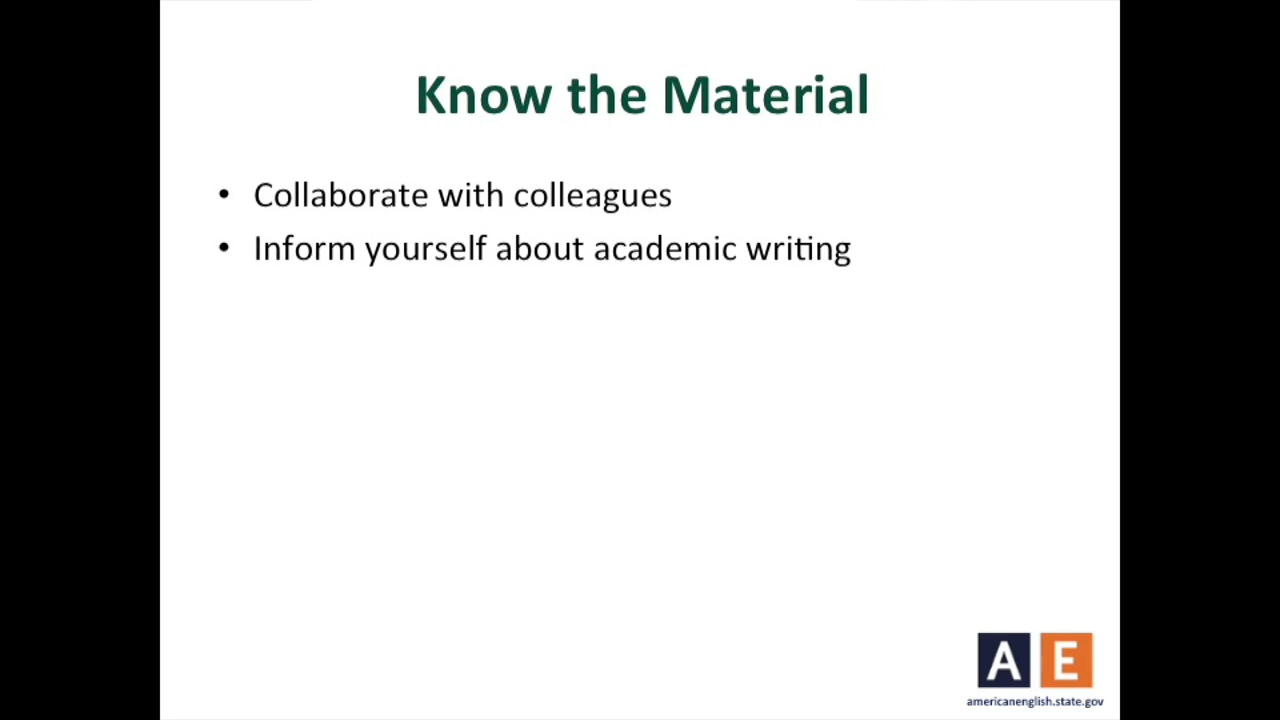 Know the Material
• Collaborate with colleagues
• Inform yourself about academic writing
A E
americanenglish.state.gov